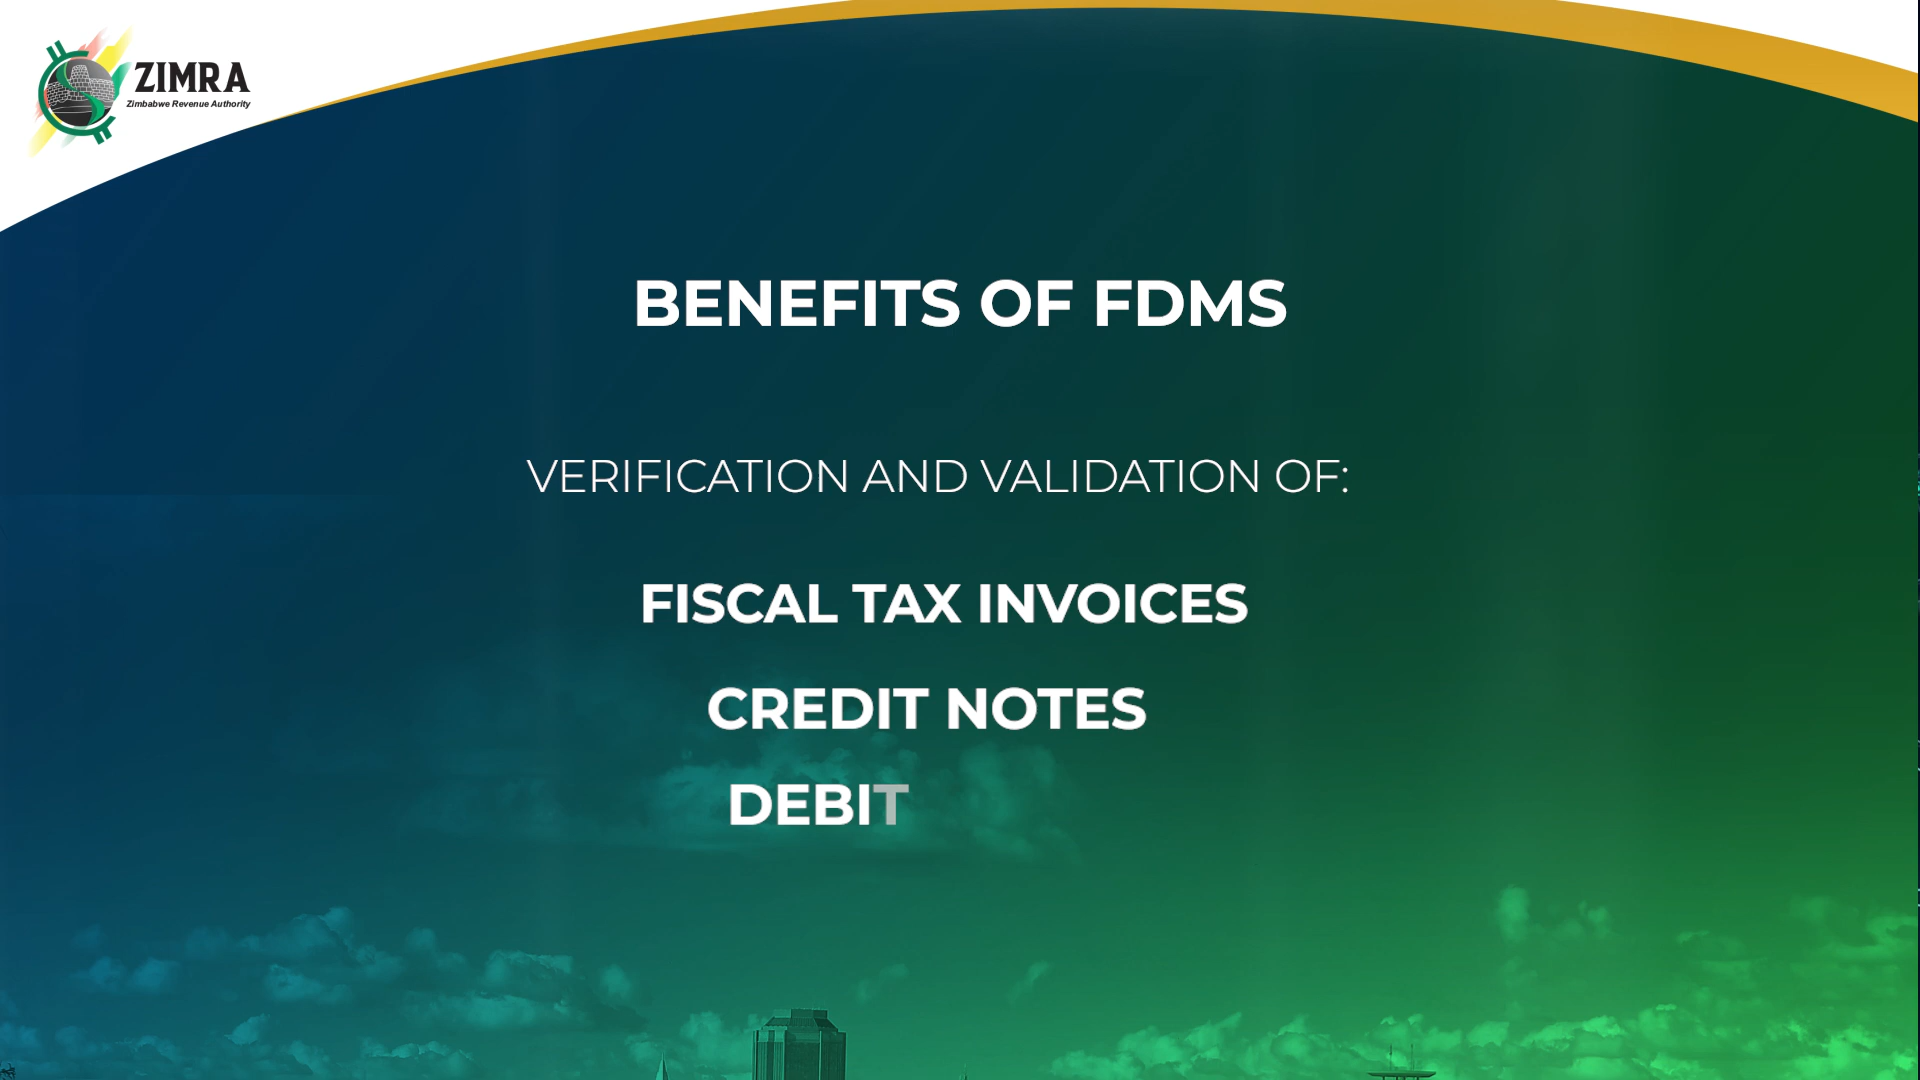 ZIMRA
Zimbabwe Revenue Authority
BENEFITS OF FDMS
VERIFICATION AND VALIDATION OF:
FISCAL TAX INVOICES
CREDIT NOTES
DEBIT